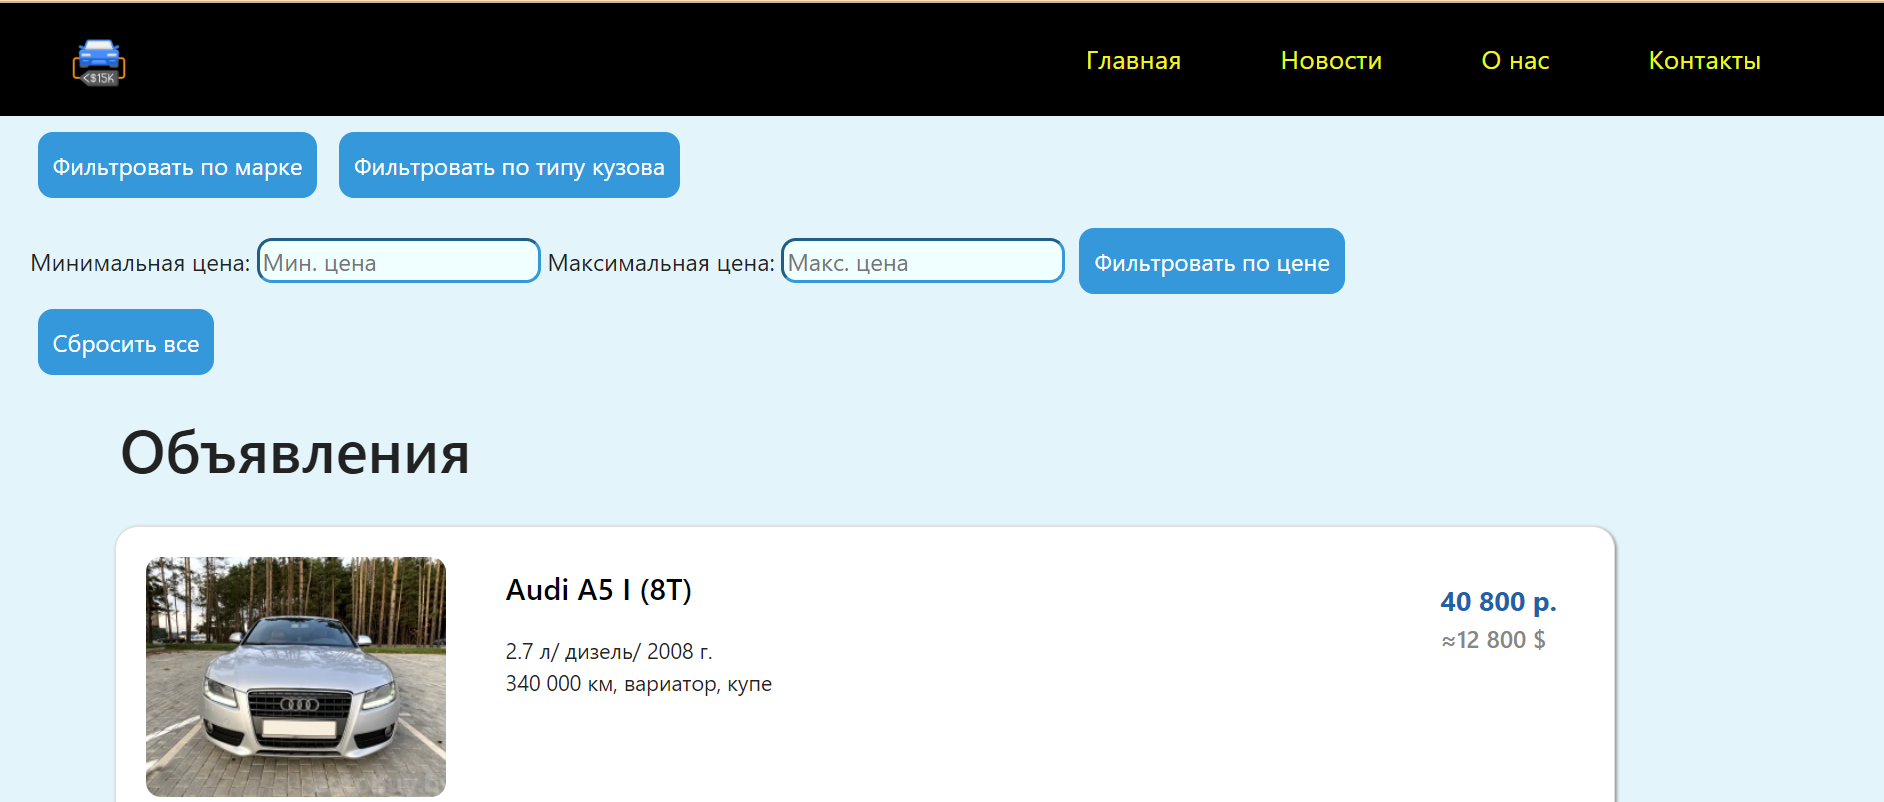 <$15K
Главная Новости О нас Контакты
Фильтровать по марке Фильтровать по типу кузова
Минимальная цена: Мин. цена Максимальная цена: Макс. цена Фильтровать по цене
Сбросить все
Объявления
Audi A5 I (8T)
40 800 р.
≈12 800 $
2.7 л/ дизель/ 2008 г.
340 000 км, вариатор, купе